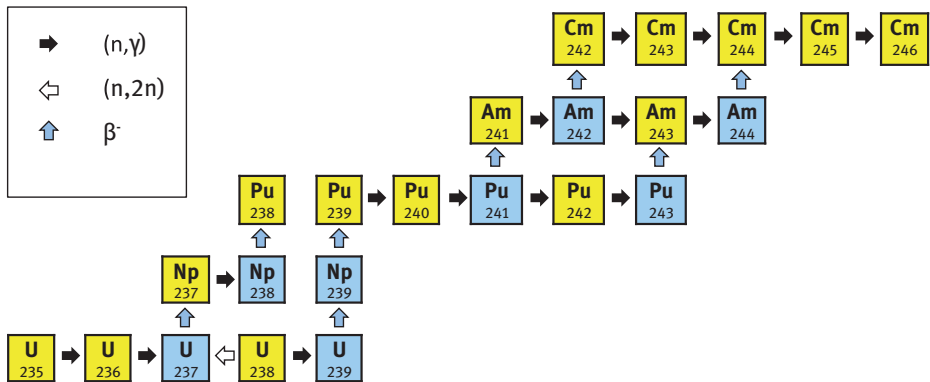 (n,γ)
(n,2n)
β-
Cm Cm Cm Cm Cm
242 243 244 245 246
Am Am Am Am
241 242 243 244
Pu Pu Pu Pu Pu Pu
238 239 240 241 242 243
Np Np Np
237 238 239
U U U U U
235 236 237 238 239